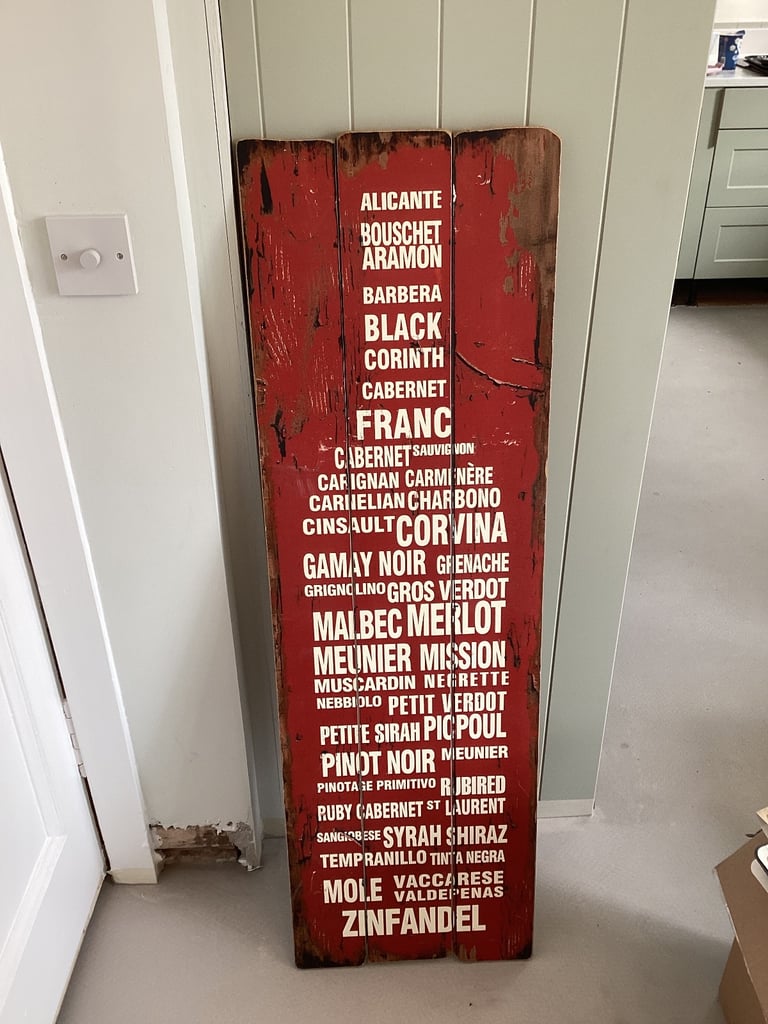 ALICANTE
BOUSCHET
ARAMON
BARBERA
BLACK
CORINTH
CABERNET
FRANC
CABERNET SAUVIGNON
CARIGNAN CARMENÈRE
CARNELIAN CHARBONO
CINSAULT CORVINA
GAMAY NOIR GRENACHE
GRIGNOLINO GROS VERDOT
MALBEC MERLOT
MEUNIER MISSION
MUSCARDIN NEGRETTE
NEBBIOLO PETIT VERDOT
PETITE SIRAH PICPOUL
PINOT NOIR MEUNIER
PINOTAGE PRIMITIVO RUBIRED
RUBY CABERNET ST LAURENT
SANGIOBESE SYRAH SHIRAZ
TEMPRANILLO TINTA NEGRA
MOLE VACCARESE
VALDEPENAS
ZINFANDEL